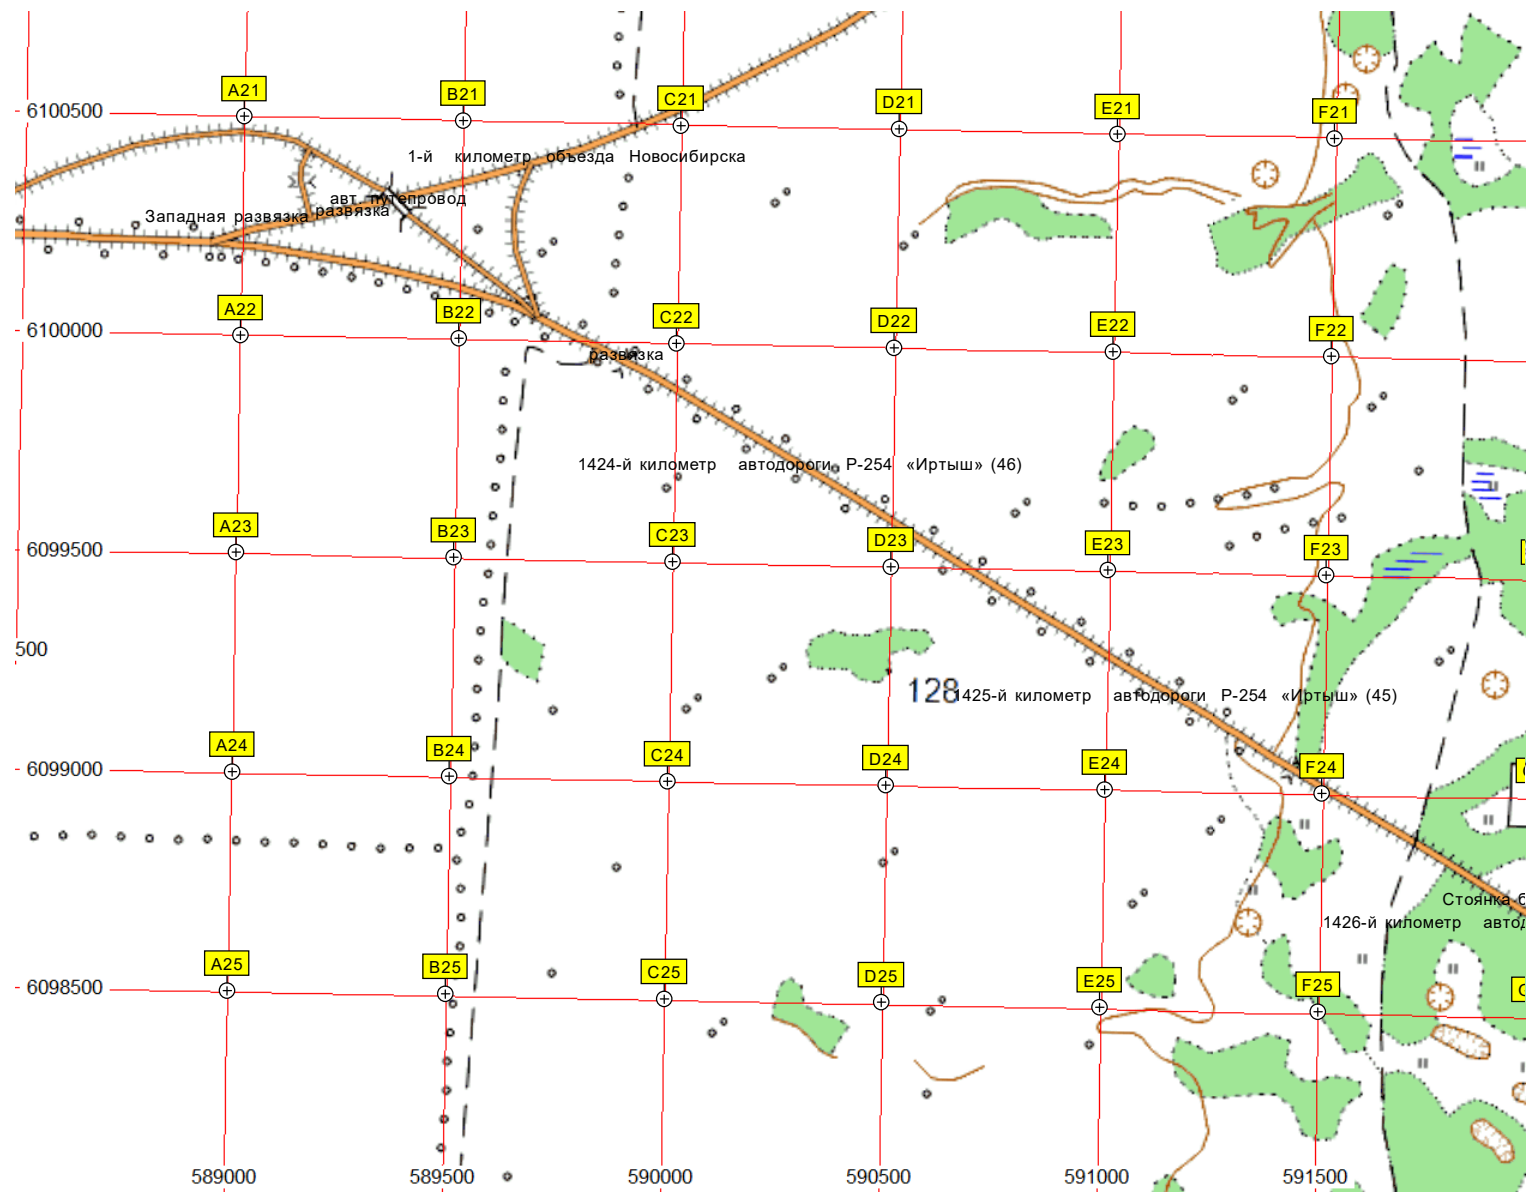 A21
B21
C21
D21
E21
F21
6100500
1-й километр объезда Новосибирска
авт. путепровод
Западная развязка
развязка
A22
B22
C22
D22
E22
F22
6100000
развязка
1424-й километр автодороги Р-254 «Иртыш» (46)
A23
B23
C23
D23
E23
F23
6099500
500
128
1425-й километр автодороги Р-254 «Иртыш» (45)
A24
B24
C24
D24
E24
F24
6099000
Стоянка
1426-й километр
A25
B25
C25
D25
E25
F25
6098500
589000
589500
590000
590500
591000
591500